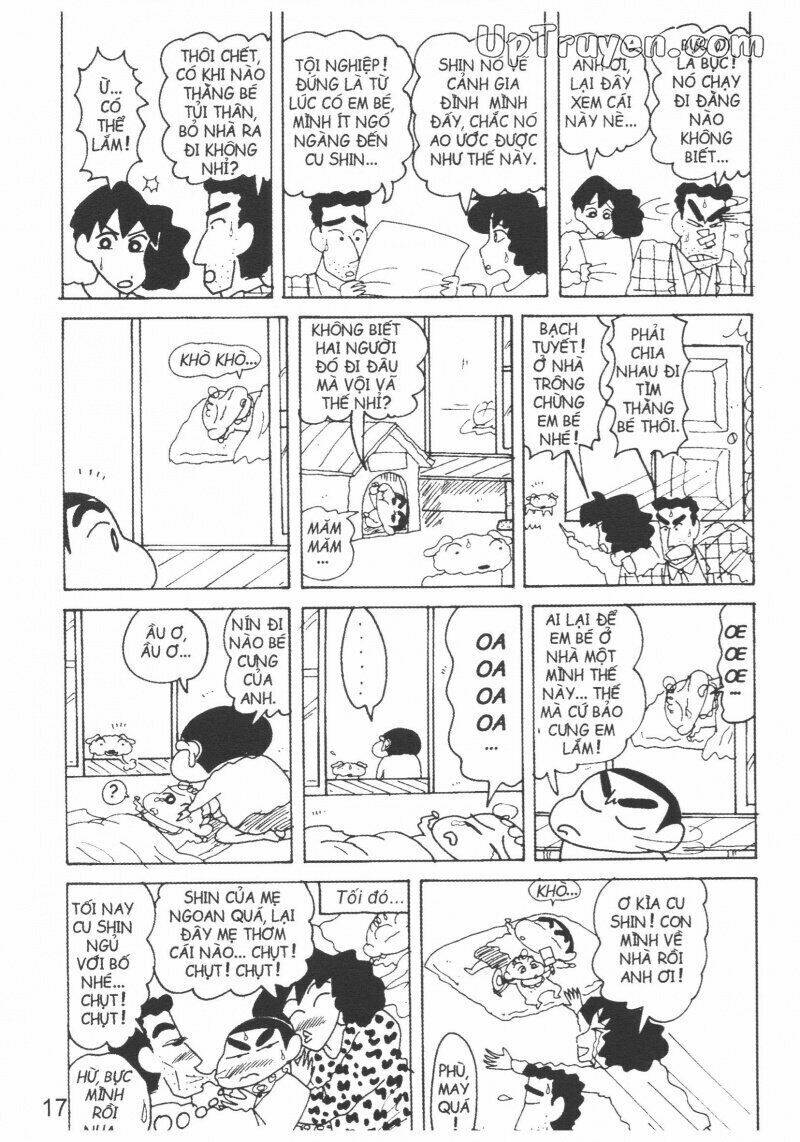 UpTruyen.com
BỰC ƠI
LÀ BỰC!
NÓ CHẠY
ĐI ĐẰNG
NÀO
KHÔNG
BIẾT...
ANH ƠI,
LẠI ĐÂY
XEM CÁI
NÀY NÈ...
SHIN NÓ VẼ
CẢNH GIA
ĐÌNH MÌNH
ĐẤY, CHẮC NÓ
AO ƯỚC ĐƯỢC
NHƯ THẾ NÀY.
TỘI NGHIỆP!
ĐÚNG LÀ TỪ
LÚC CÓ EM BÉ,
MÌNH ÍT NGÓ
NGÀNG ĐẾN
CU SHIN...
THÔI CHẾT,
CÓ KHI NÀO
THẰNG BÉ
TỦI THÂN,
BỎ NHÀ RA
ĐI KHÔNG
NHỈ?
Ừ...
CÓ
THỂ
LẮM!
PHẢI
CHIA
NHAU ĐI
TÌM
THẰNG
BÉ THÔI.
BẠCH
TUYẾT!
Ở NHÀ
TRÔNG
CHỪNG
EM BÉ
NHÉ!
KHÔNG BIẾT
HAI NGƯỜI
ĐÓ ĐI ĐÂU
MÀ VỘI VÃ
THẾ NHỈ?
MĂM
MĂM
...
KHÒ KHÒ...
OE
OE
OE
...
AI LẠI ĐỂ
EM BÉ Ở
NHÀ MỘT
MÌNH THẾ
NÀY... THẾ
MÀ CỨ BẢO
CƯNG EM
LẮM!
OA
OA
OA
OA
...
......
NÍN ĐI
NÀO BÉ
CƯNG
CỦA
ANH.
ẦU Ơ,
ẦU Ơ...
?
Ơ KÌA CU
SHIN! CON
MÌNH VỀ
NHÀ RỒI
ANH ƠI!
KHÒ...
PHÙ,
MAY
QUÁ!
Tối đó...
SHIN CỦA MẸ
NGOAN QUÁ, LẠI
ĐÂY MẸ THƠM
CÁI NÀO... CHỤT!
CHỤT! CHỤT!
TỐI NAY
CU SHIN
NGỦ
VỚI BỐ
NHÉ...
CHỤT!
CHỤT!
HỪ, BỰC
MÌNH
RỒI
17